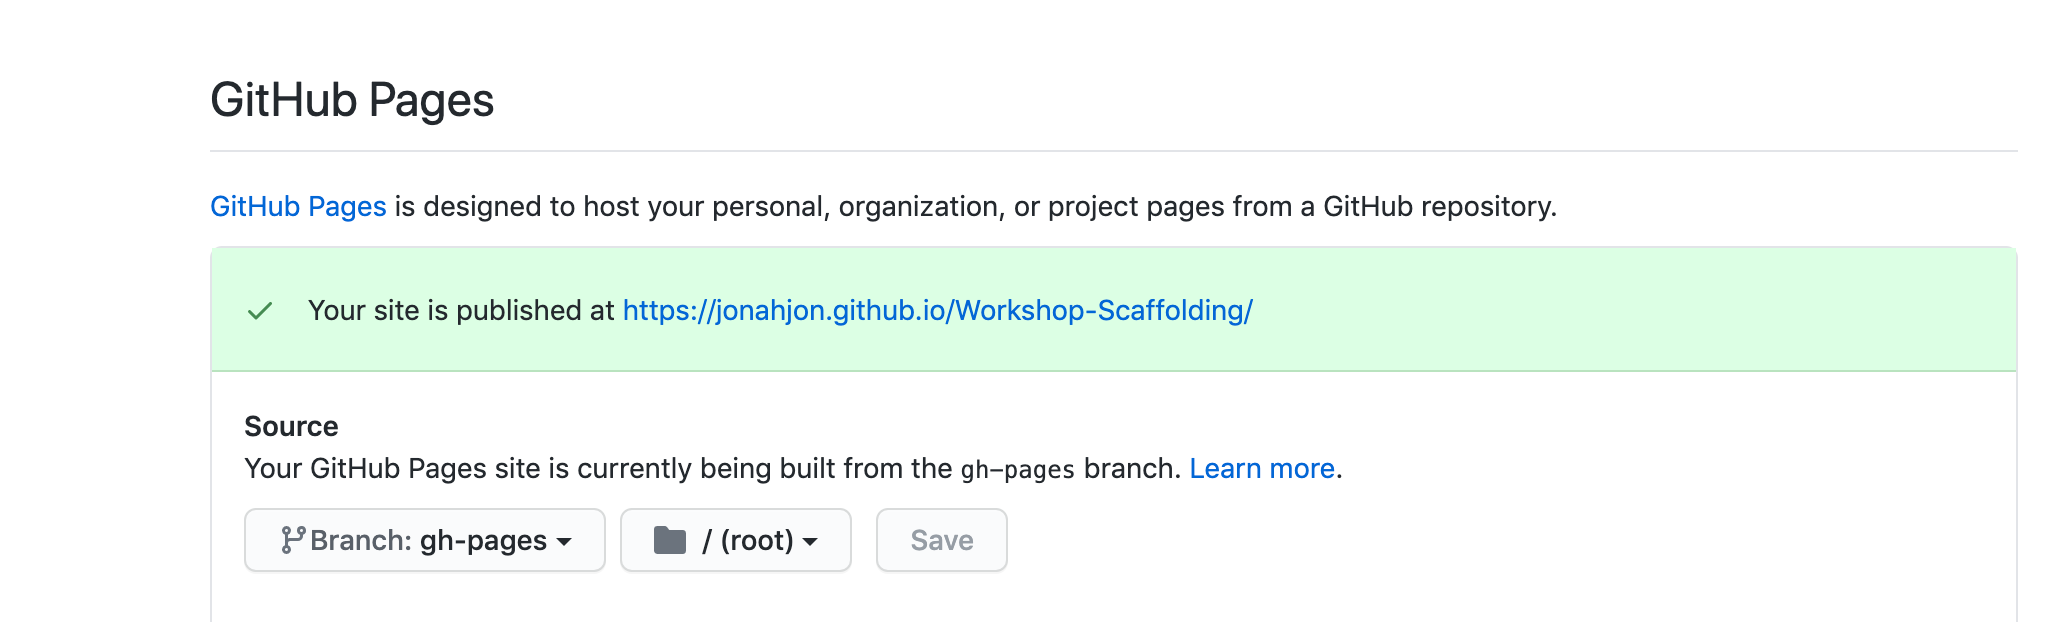 GitHub Pages
GitHub Pages is designed to host your personal, organization, or project pages from a GitHub repository.
Your site is published at https://jonahjon.github.io/Workshop-Scaffolding/
Source
Your GitHub Pages site is currently being built from the gh-pages branch. Learn more.
Branch: gh-pages / (root) Save